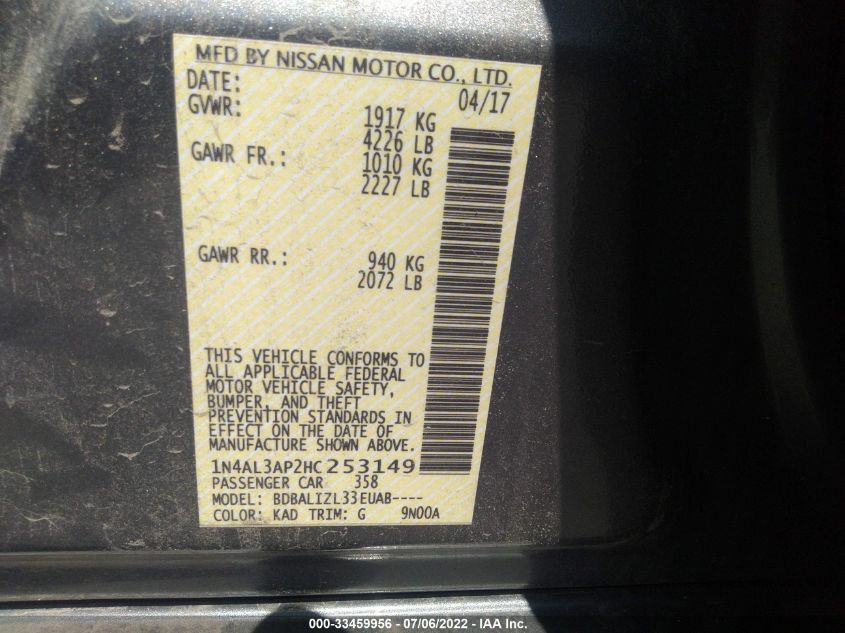 MFD BY NISSAN MOTOR CO., LTD.
DATE: 04/17
GVWR: 1917 KG
4226 LB
GAWR FR.: 1010 KG
2227 LB
GAWR RR.: 940 KG
2072 LB
THIS VEHICLE CONFORMS TO
ALL APPLICABLE FEDERAL
MOTOR VEHICLE SAFETY,
BUMPER, AND THEFT
PREVENTION STANDARDS IN
EFFECT ON THE DATE OF
MANUFACTURE SHOWN ABOVE.
1N4AL3AP2HC253149
PASSENGER CAR 358
MODEL: BDBALIZL33EUAB----
COLOR: KAD TRIM: G 9N00A
000-33459956 - 07/06/2022 - IAA Inc.